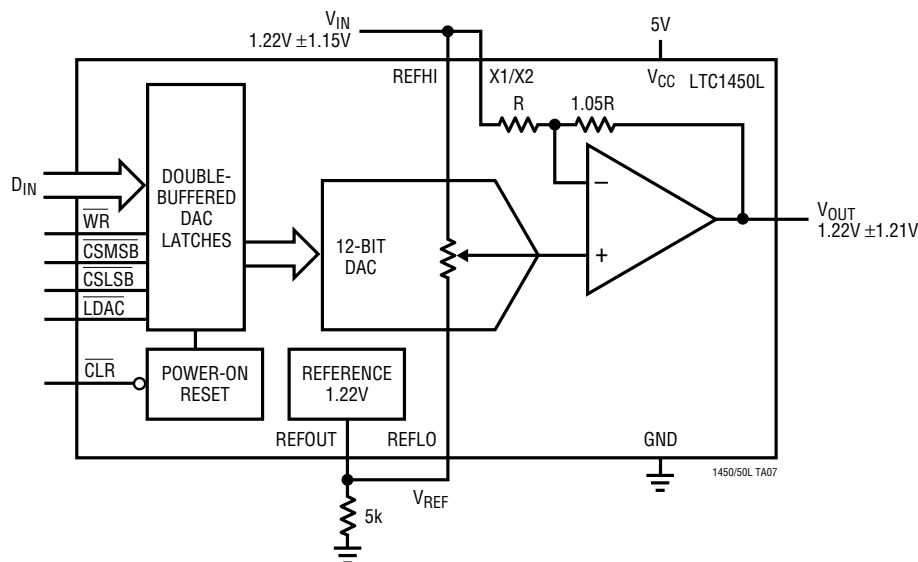 VIN
1.22V ±1.15V
5V
REFHI
X1/X2
VCC
LTC1450L
R
1.05R
DOUBLE-
BUFFERED
DAC
LATCHES
DIN
WR
CSMSB
CSLSB
LDAC
12-BIT
DAC
−
+
VOUT
1.22V ±1.21V
CLR
POWER-ON
RESET
REFERENCE
1.22V
REFOUT
REFLO
GND
1450/50L TA07
VREF
5k